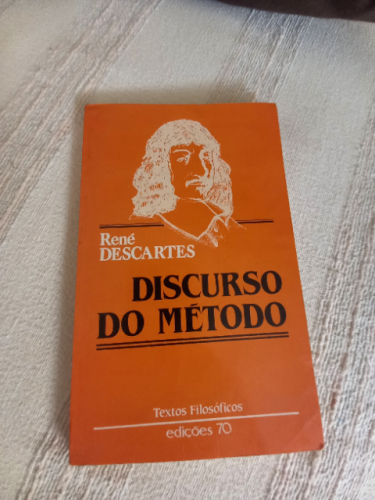 René
DESCARTES
DISCURSO
DO MÉTODO
Textos Filosóficos
edições 70